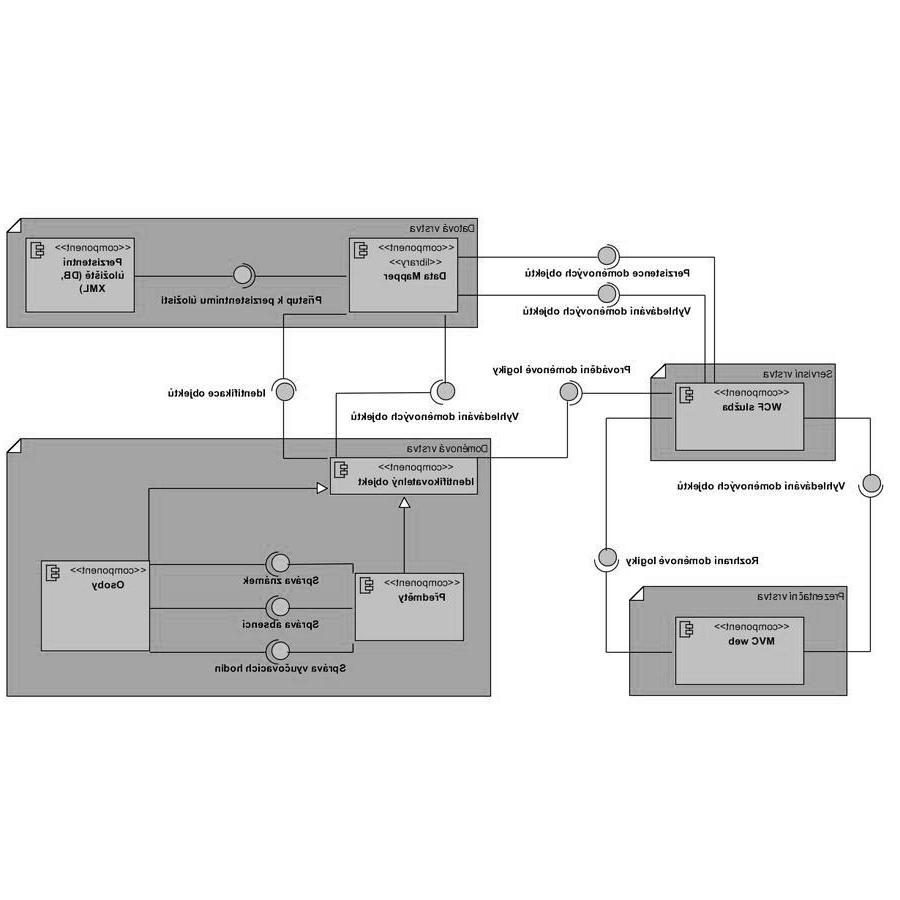 Datová vrstva
<<component>>
<<library>>
Data Mapper
<<component>>
Perzistentní
úložiště (DB,
XML)
Přístup k perzistentnímu úložisti
Perzistence doménových objektů
Vyhledávání doménových objektů
Servisní vrstva
<<component>>
WCF služba
Provádění doménové logiky
Identifikace objektů
Vyhledávání doménových objektů
Doménová vrstva
<<component>>
Identifikovatelný objekt
<<component>>
Předměty
<<component>>
Osoby
Správa známek
Správa absencí
Správa vyučovacích hodin
Vyhledávání doménových objektů
Rozhraní doménové logiky
Prezentační vrstva
<<component>>
MVC web